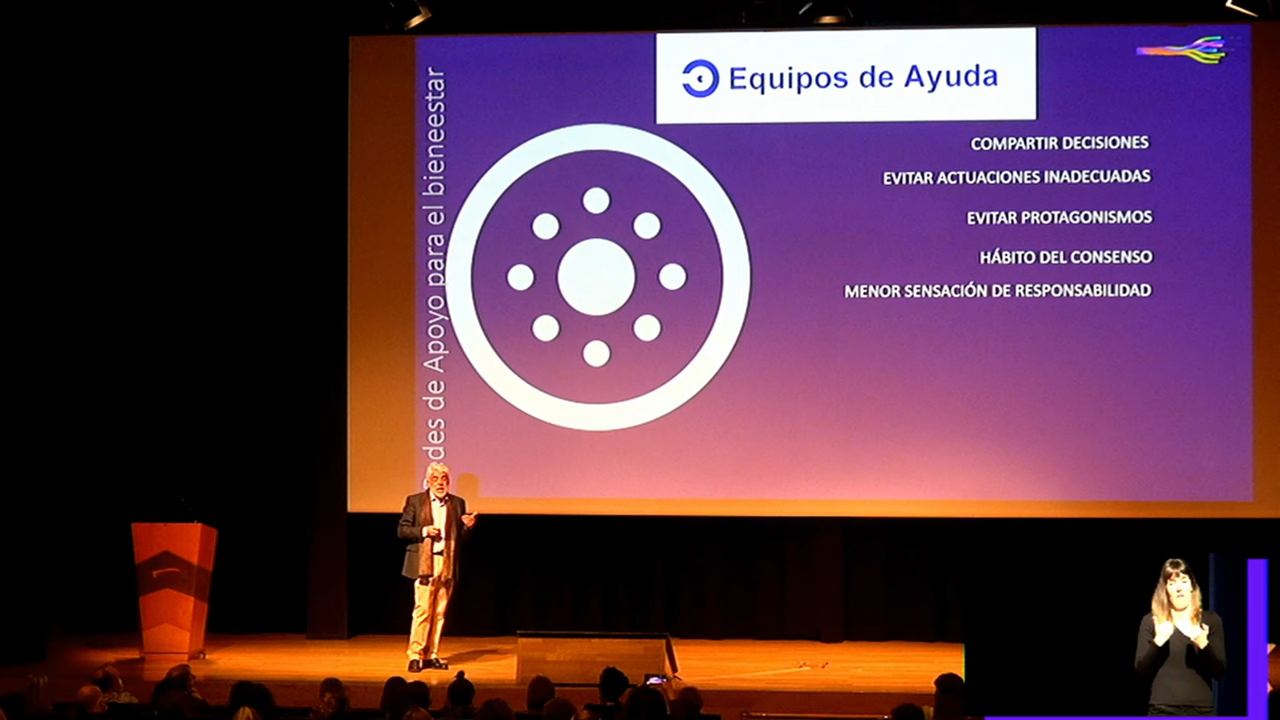 Equipos de Ayuda
des de Apoyo para el bieneestar
COMPARTIR DECISIONES
EVITAR ACTUACIONES INADECUADAS
EVITAR PROTAGONISMOS
HÁBITO DEL CONSENSO
MENOR SENSACIÓN DE RESPONSABILIDAD